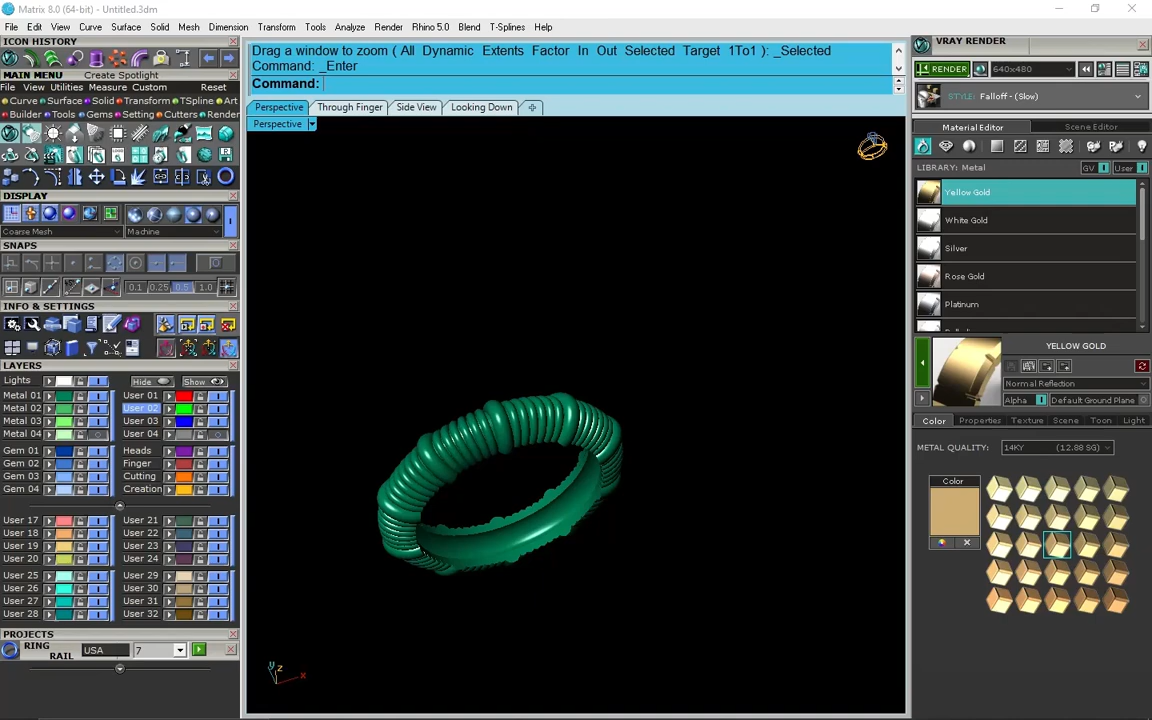 Matrix 8.0 (64-bit) - Untitled.3dm
File Edit View Curve Surface Solid Mesh Dimension Transform Tools Analyze Render Rhino 5.0 Blend T-Splines Help
ICON HISTORY
MAIN MENU Create Spotlight
File View Utilities Measure Custom Reset
Curve Surface Solid Transform TSpline Art
Builder Tools Gems Setting Cutters Render
DISPLAY
Coarse Mesh Machine
SNAPS
0.1 0.25 0.5 1.0
INFO & SETTINGS
LAYERS
Lights Hide Show
Metal 01 User 01
Metal 02 User 02
Metal 03 User 03
Metal 04 User 04
Gem 01 Heads
Gem 02 Finger
Gem 03 Cutting
Gem 04 Creation
User 17 User 21
User 18 User 22
User 19 User 23
User 20 User 24
User 25 User 29
User 26 User 30
User 27 User 31
User 28 User 32
PROJECTS
RING RAIL USA 7
Drag a window to zoom ( All Dynamic Extents Factor In Out Selected Target 1To1 ): _Selected
Command: _Enter
Command:
Perspective Through Finger Side View Looking Down
Perspective
z
y
x
VRAY RENDER
RENDER 640x480
STYLE: Falloff - (Slow)
Material Editor Scene Editor
LIBRARY: Metal GV User
Yellow Gold
White Gold
Silver
Rose Gold
Platinum
YELLOW GOLD
Normal Reflection
Alpha Default Ground Plane
Color Properties Texture Scene Toon Light
METAL QUALITY: 14KY (12.88 SG)
Color